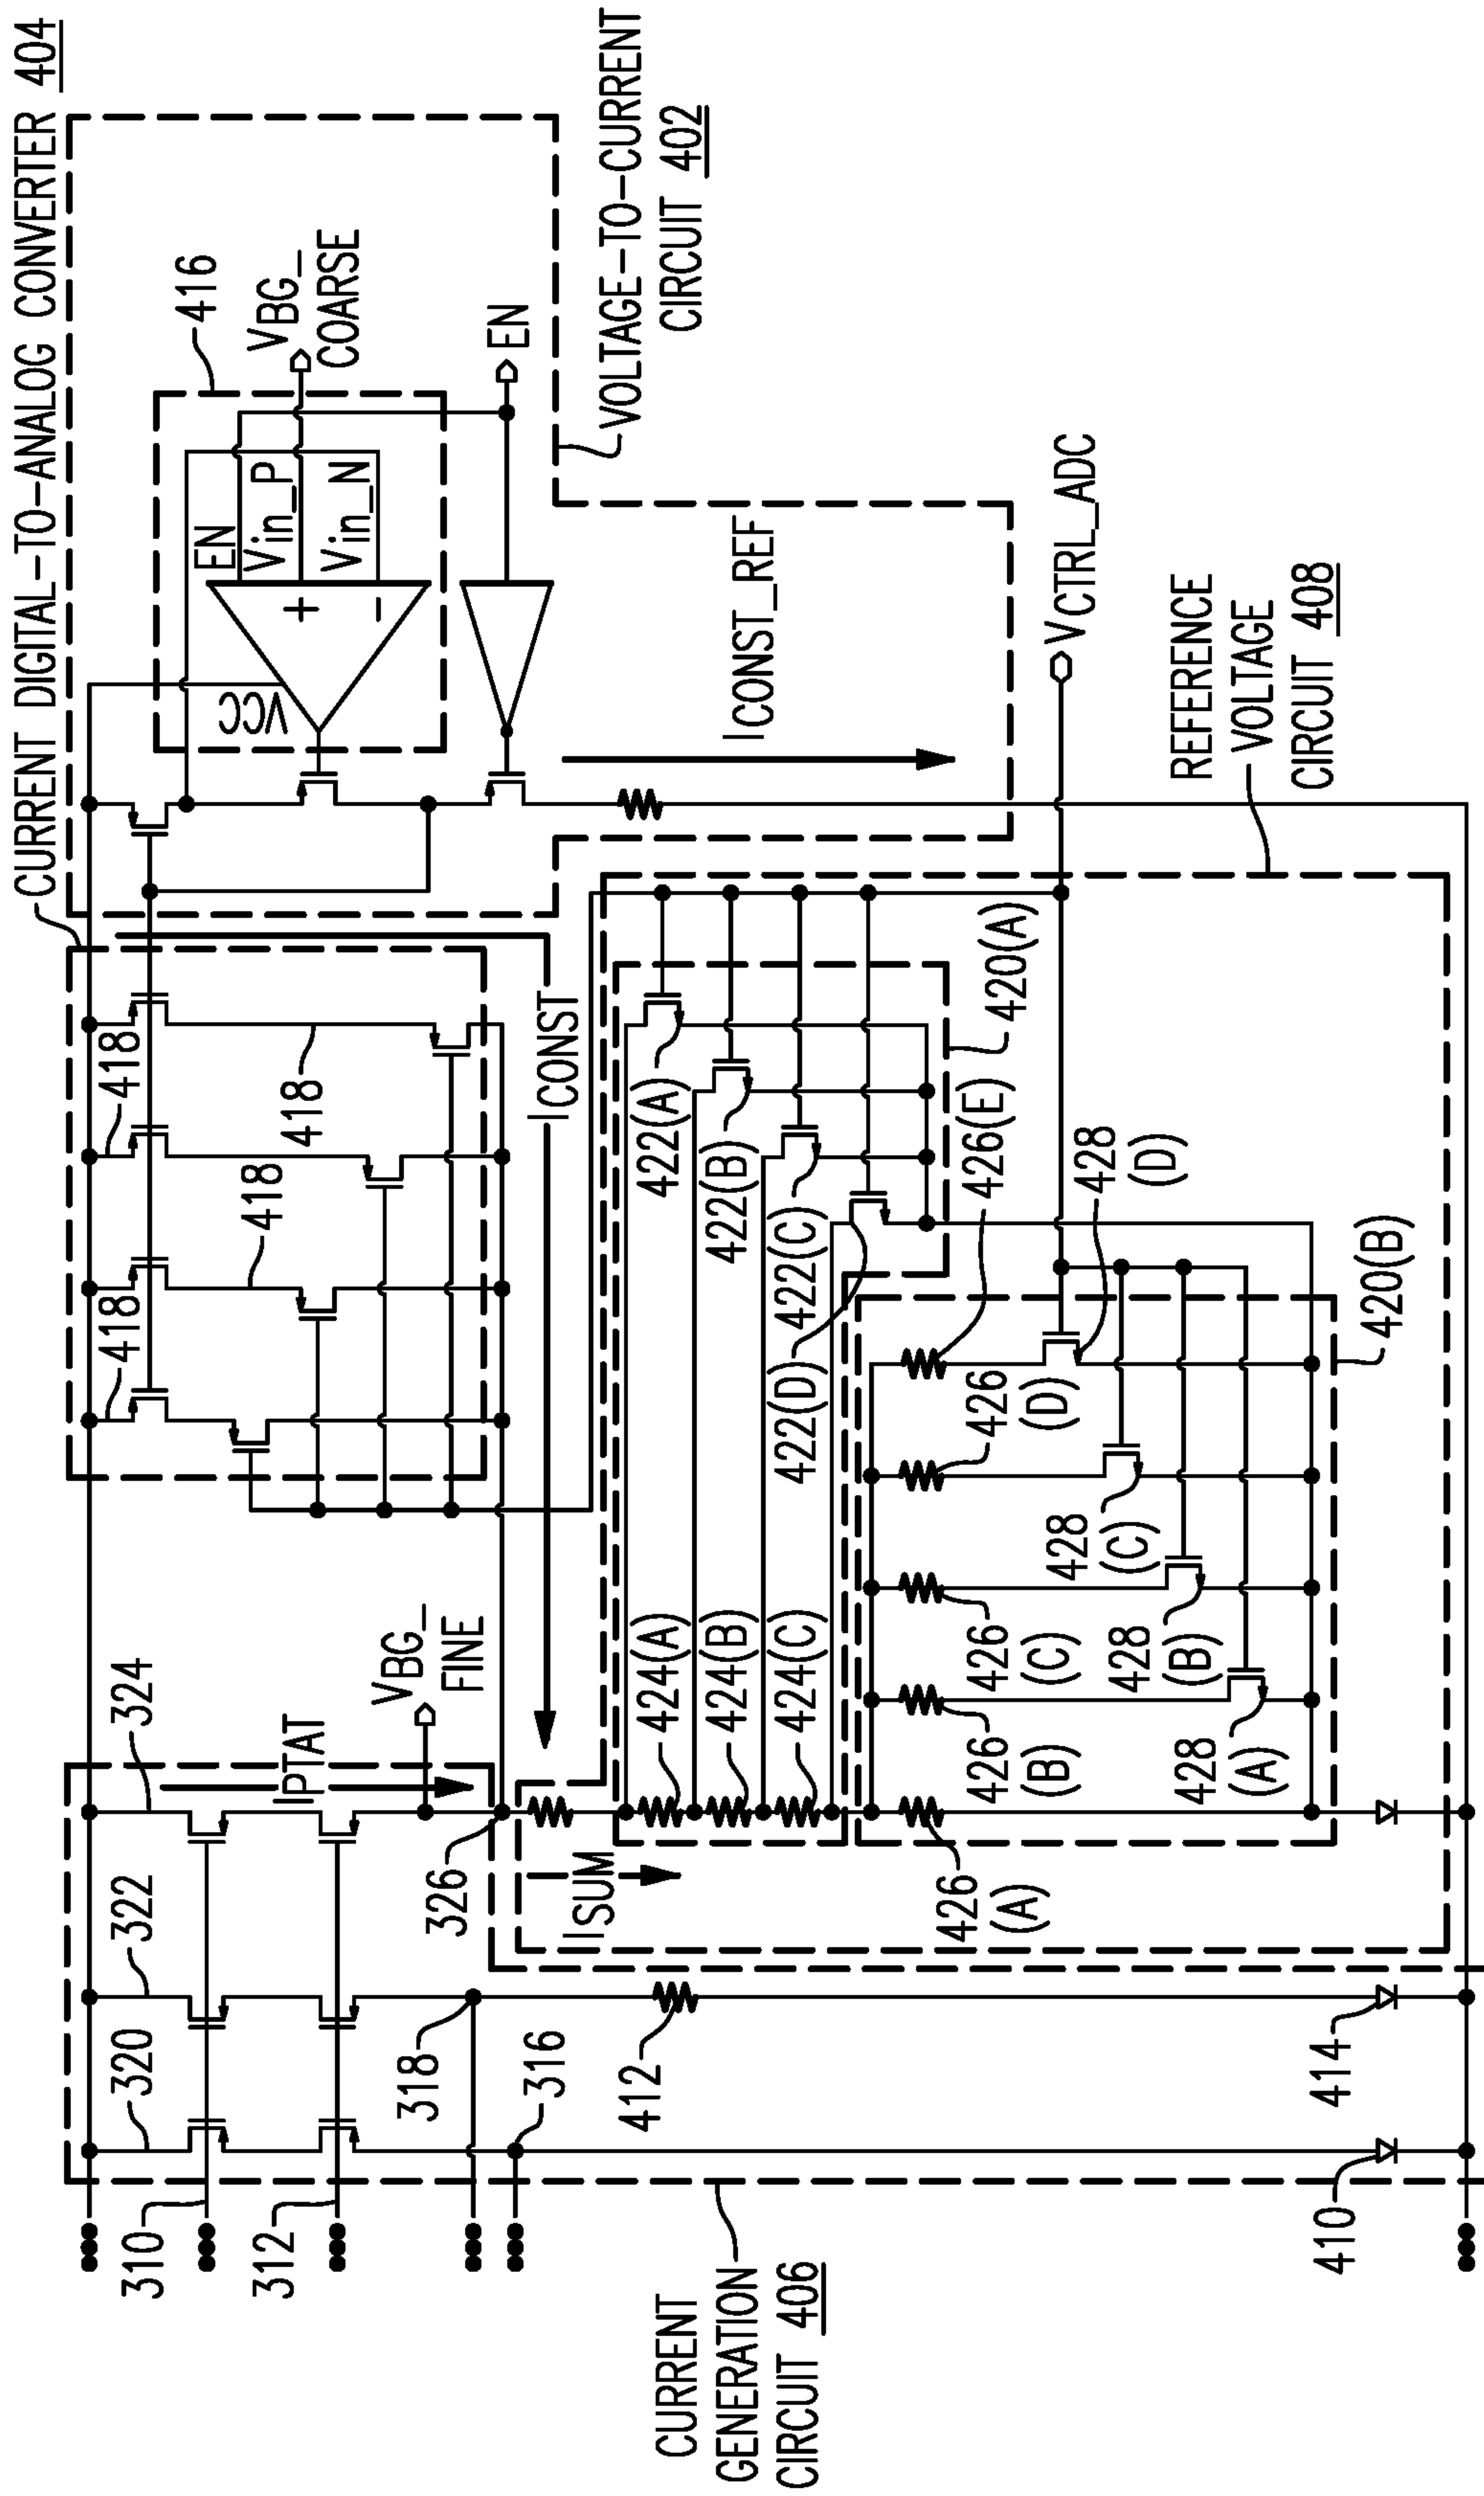 CURRENT DIGITAL-TO-ANALOG CONVERTER 404
416
VBG_
COARSE
EN
VOLTAGE-TO-CURRENT
CIRCUIT 402
EN
Vin_P
Vin_N
+
-
VCC
ICONST_REF
VCTRL_ADC
REFERENCE
VOLTAGE
CIRCUIT 408
418
418
418
418
ICONST
420(A)
422(A)
422(B)
422(C)
422(D)
426(E)
428
(D)
420(B)
426
(D)
428
(C)
426
(C)
428
(B)
426
(B)
428
(A)
426
(A)
424(A)
424(B)
424(C)
VBG_
FINE
324
IPTAT
326
ISUM
322
320
318
316
412
414
410
310
312
CURRENT
GENERATION
CIRCUIT 406